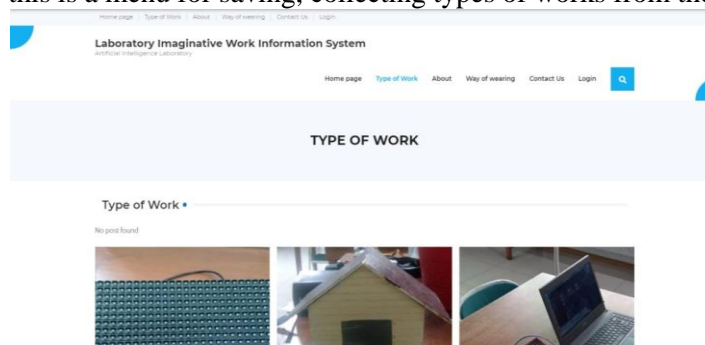 this is a menu for saving, collecting types of works from the
Home page | Type of Work | About | Way of wearing | Contact Us | Login
Laboratory Imaginative Work Information System
Artificial Intelligence Laboratory
Home page Type of Work About Way of wearing Contact Us Login
TYPE OF WORK
Type of Work
No post found